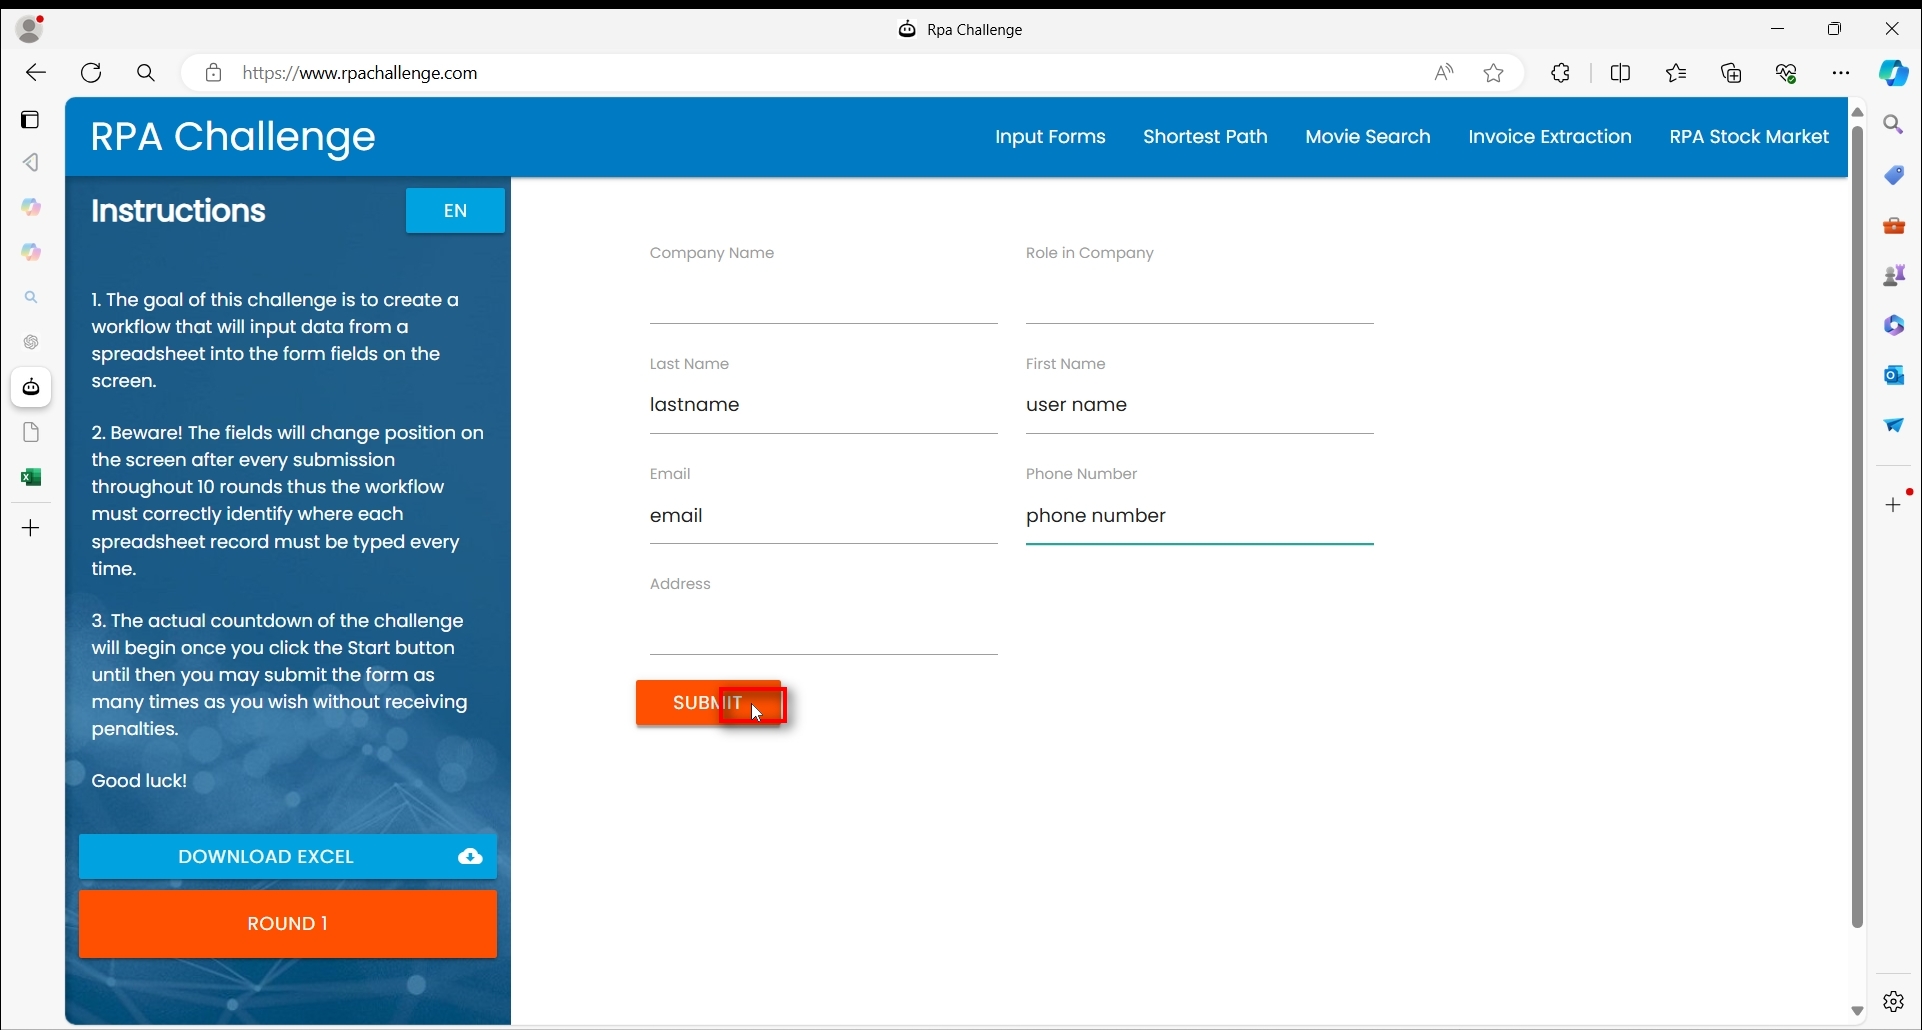 Rpa Challenge
https://www.rpachallenge.com
RPA Challenge
Input Forms
Shortest Path
Movie Search
Invoice Extraction
RPA Stock Market
Instructions
EN
1. The goal of this challenge is to create a
workflow that will input data from a
spreadsheet into the form fields on the
screen.
2. Beware! The fields will change position on
the screen after every submission
throughout 10 rounds thus the workflow
must correctly identify where each
spreadsheet record must be typed every
time.
3. The actual countdown of the challenge
will begin once you click the Start button
until then you may submit the form as
many times as you wish without receiving
penalties.
Good luck!
DOWNLOAD EXCEL
ROUND 1
Company Name
Role in Company
Last Name
First Name
lastname
user name
Email
Phone Number
email
phone number
Address
SUBMIT